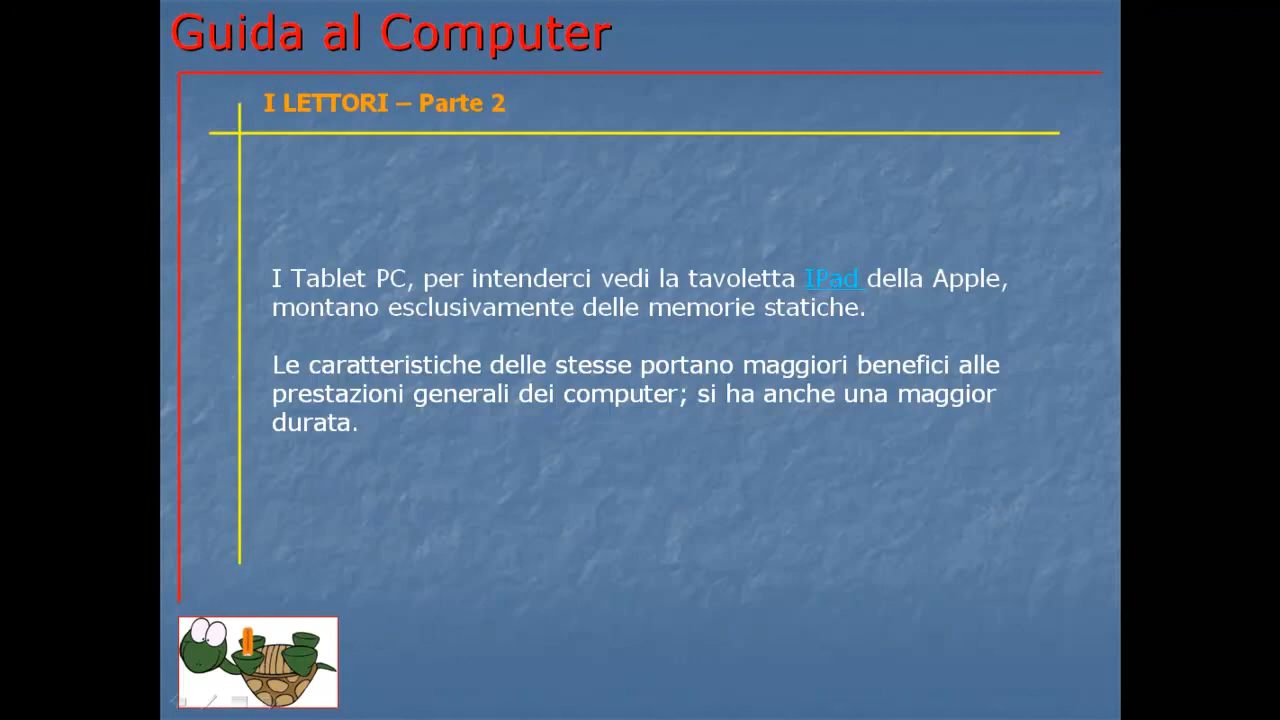 Guida al Computer
I LETTORI – Parte 2
I Tablet PC, per intenderci vedi la tavoletta IPad della Apple,
montano esclusivamente delle memorie statiche.
Le caratteristiche delle stesse portano maggiori benefici alle
prestazioni generali dei computer; si ha anche una maggior
durata.